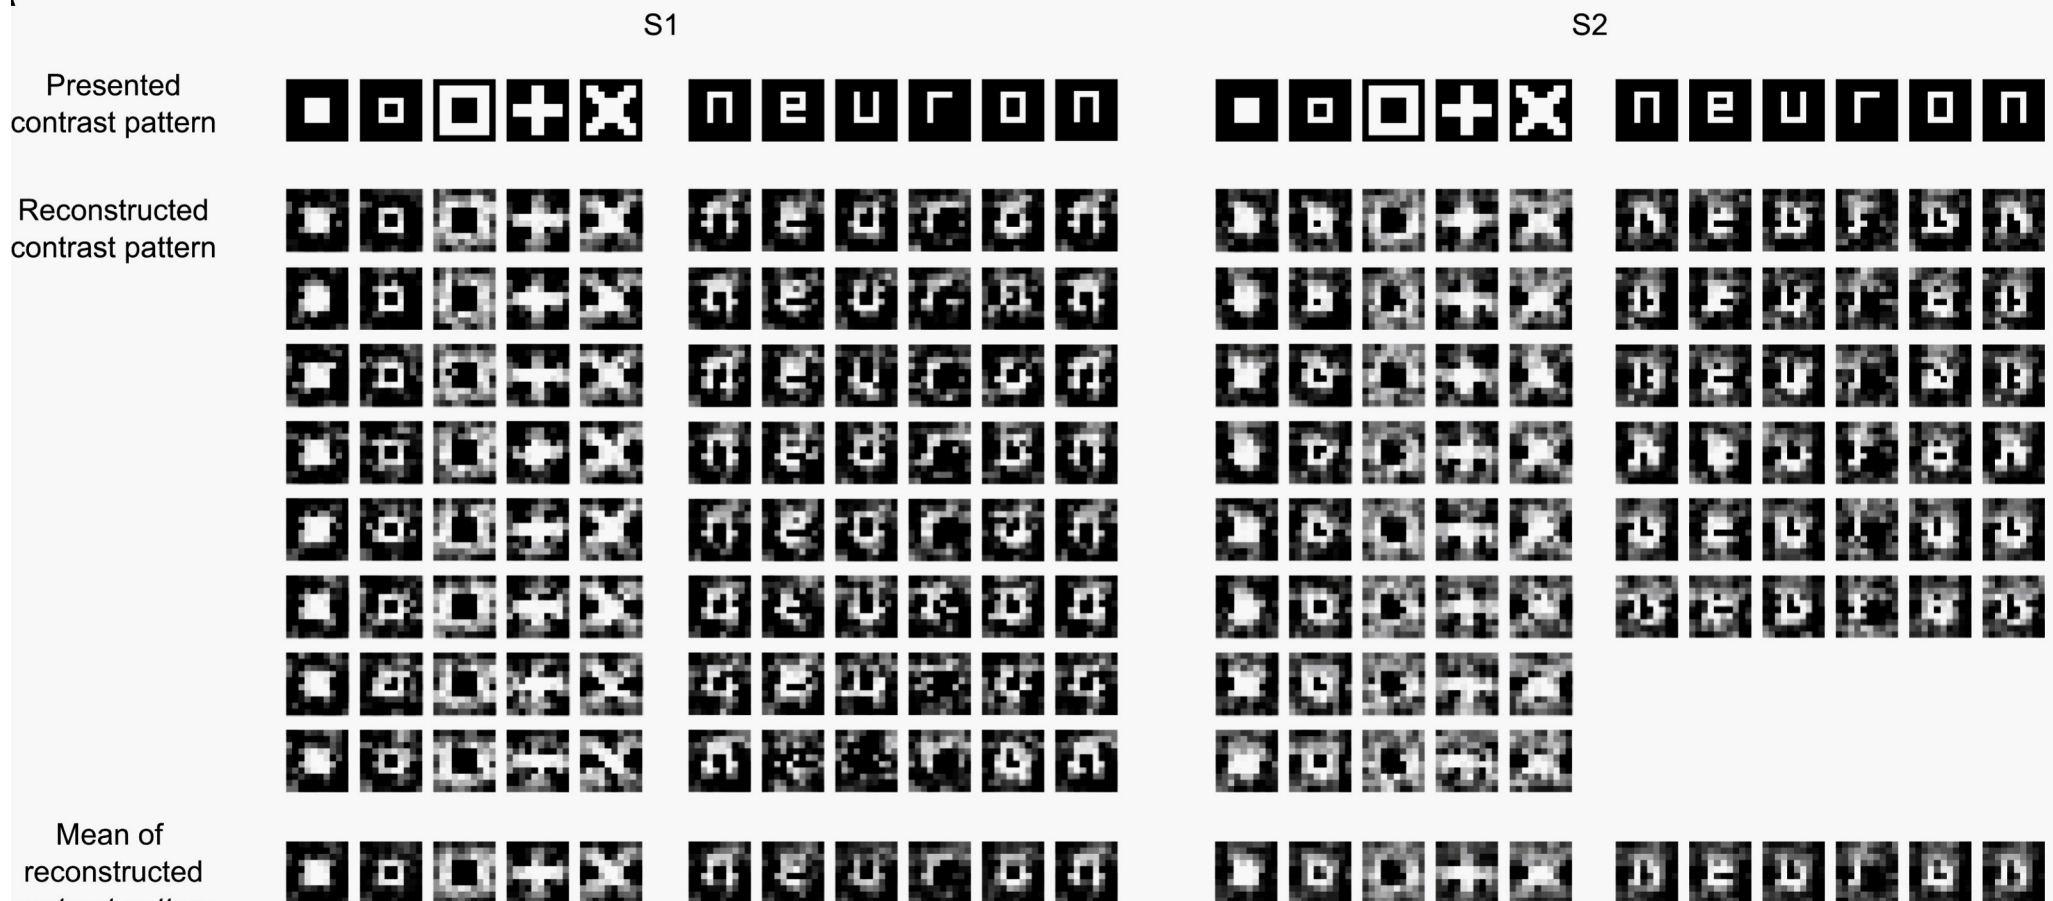 S1
S2
Presented
contrast pattern
n e u r o n
n e u r o n
Reconstructed
contrast pattern
Mean of
reconstructed